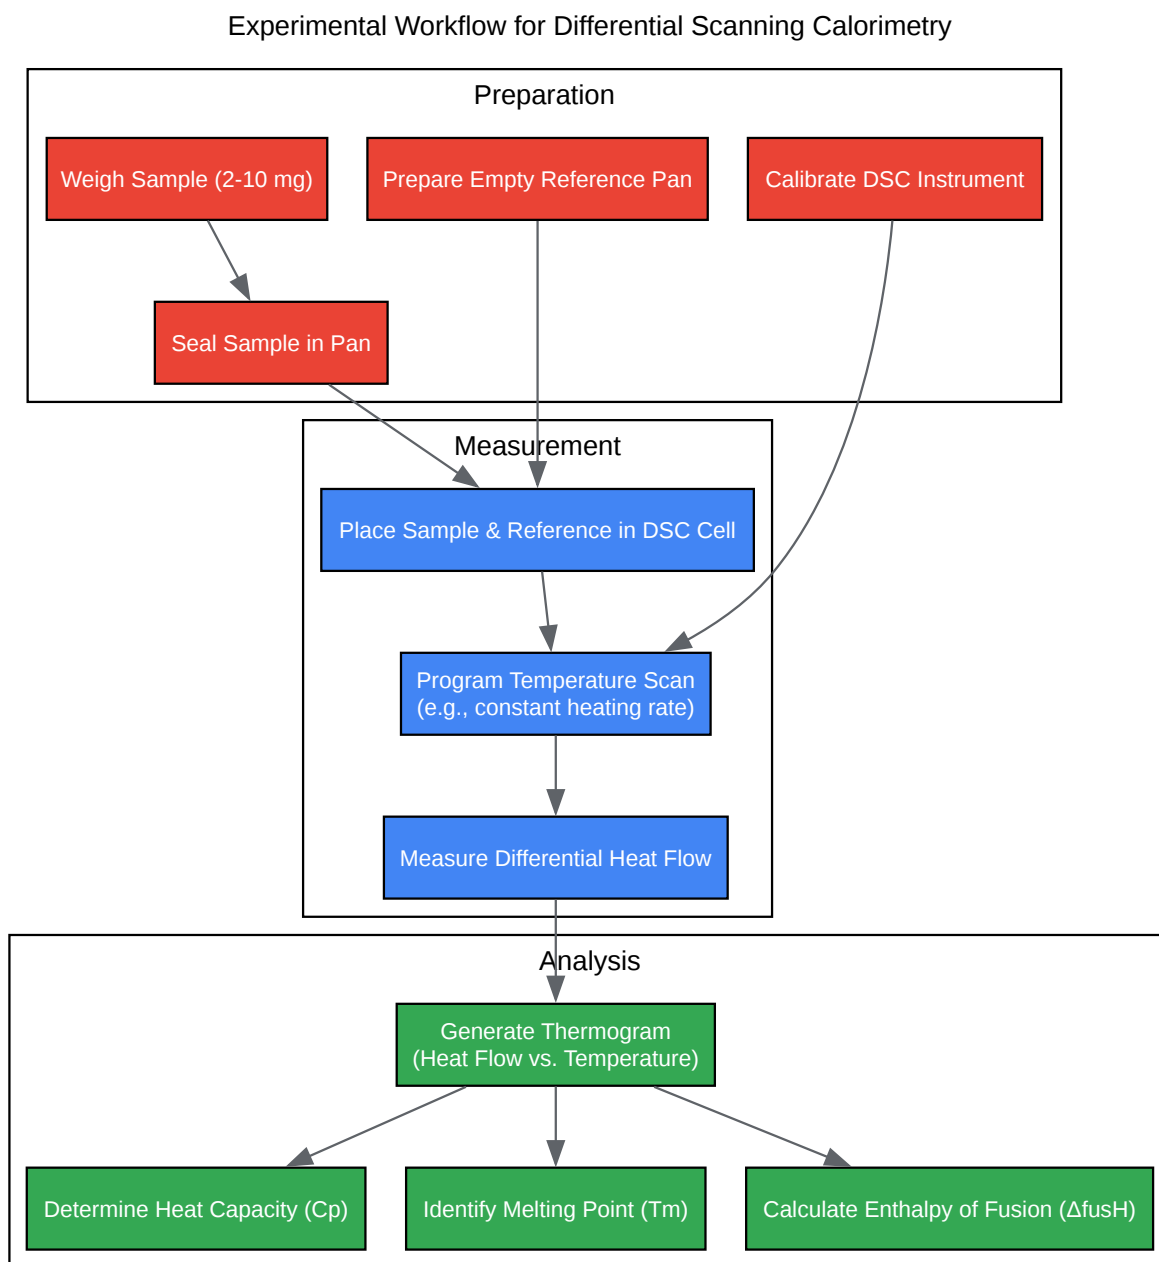 Experimental Workflow for Differential Scanning Calorimetry
Preparation
Weigh Sample (2-10 mg)
Prepare Empty Reference Pan
Calibrate DSC Instrument
Seal Sample in Pan
Measurement
Place Sample & Reference in DSC Cell
Program Temperature Scan
(e.g., constant heating rate)
Measure Differential Heat Flow
Analysis
Generate Thermogram
(Heat Flow vs. Temperature)
Determine Heat Capacity (Cp)
Identify Melting Point (Tm)
Calculate Enthalpy of Fusion (ΔfusH)